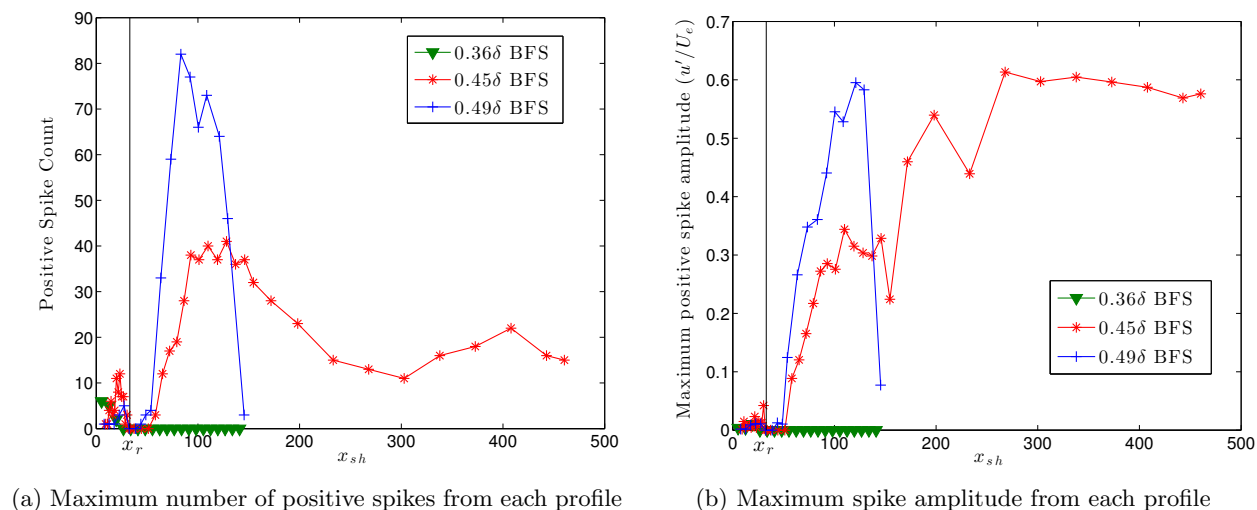 90
80
70
60
50
40
30
20
10
0
Positive Spike Count
0.36δ BFS
0.45δ BFS
0.49δ BFS
0 100 200 300 400 500
x_r
x_{sh}
(a) Maximum number of positive spikes from each profile
0.7
0.6
0.5
0.4
0.3
0.2
0.1
0
Maximum positive spike amplitude (u′/U_e)
0.36δ BFS
0.45δ BFS
0.49δ BFS
0 100 200 300 400 500
x_r
x_{sh}
(b) Maximum spike amplitude from each profile